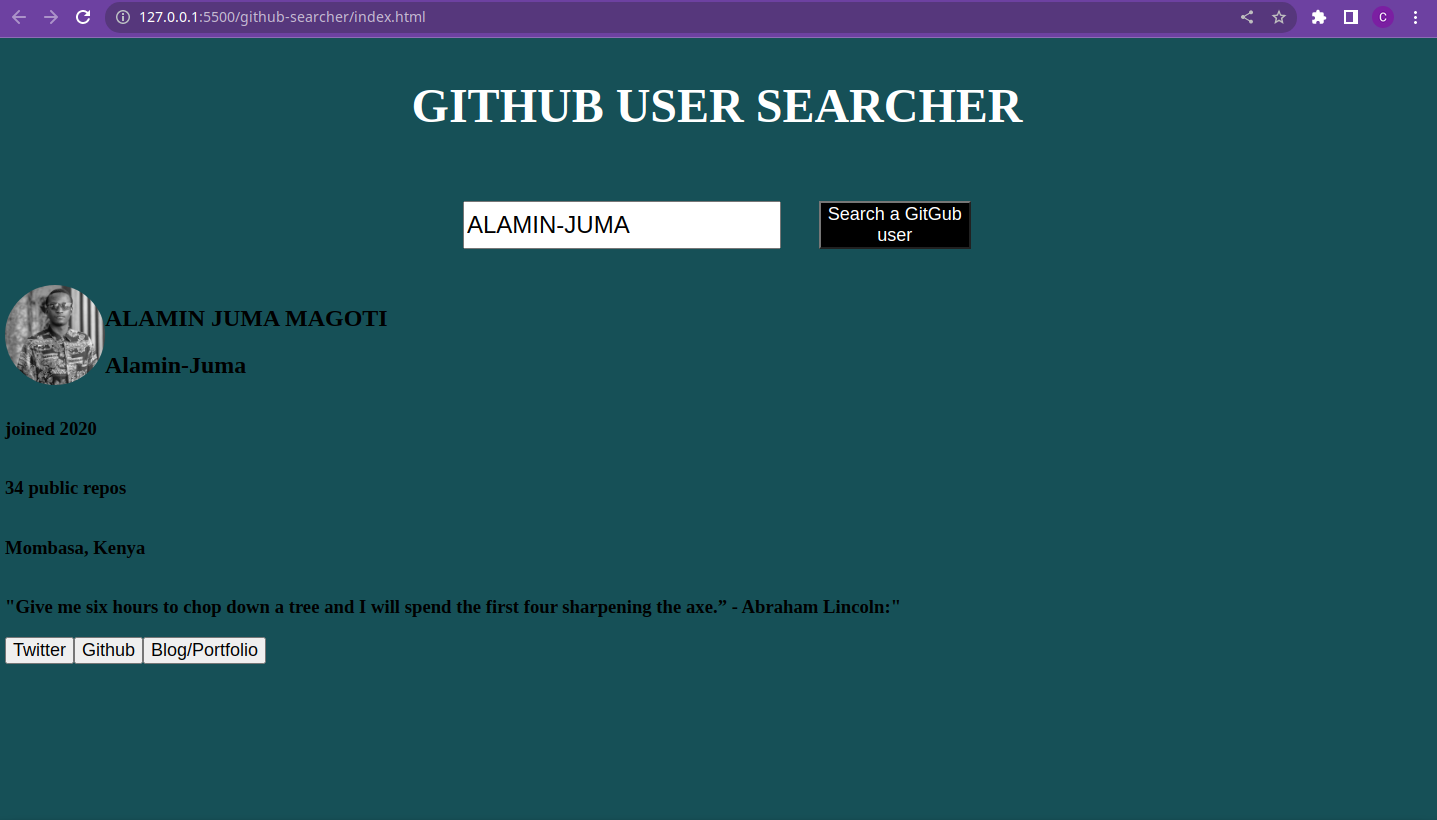 127.0.0.1:5500/github-searcher/index.html
C
GITHUB USER SEARCHER
ALAMIN-JUMA
Search a GitGub
user
ALAMIN JUMA MAGOTI
Alamin-Juma
joined 2020
34 public repos
Mombasa, Kenya
"Give me six hours to chop down a tree and I will spend the first four sharpening the axe.” - Abraham Lincoln:"
Twitter Github Blog/Portfolio